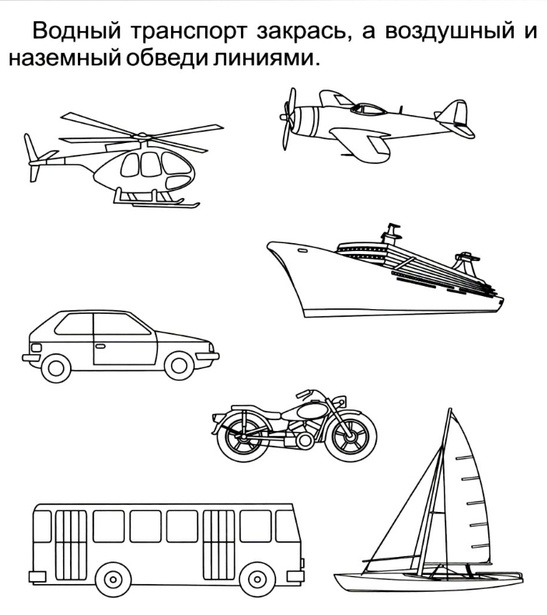 Водный транспорт закрась, а воздушный и
наземный обведи линиями.